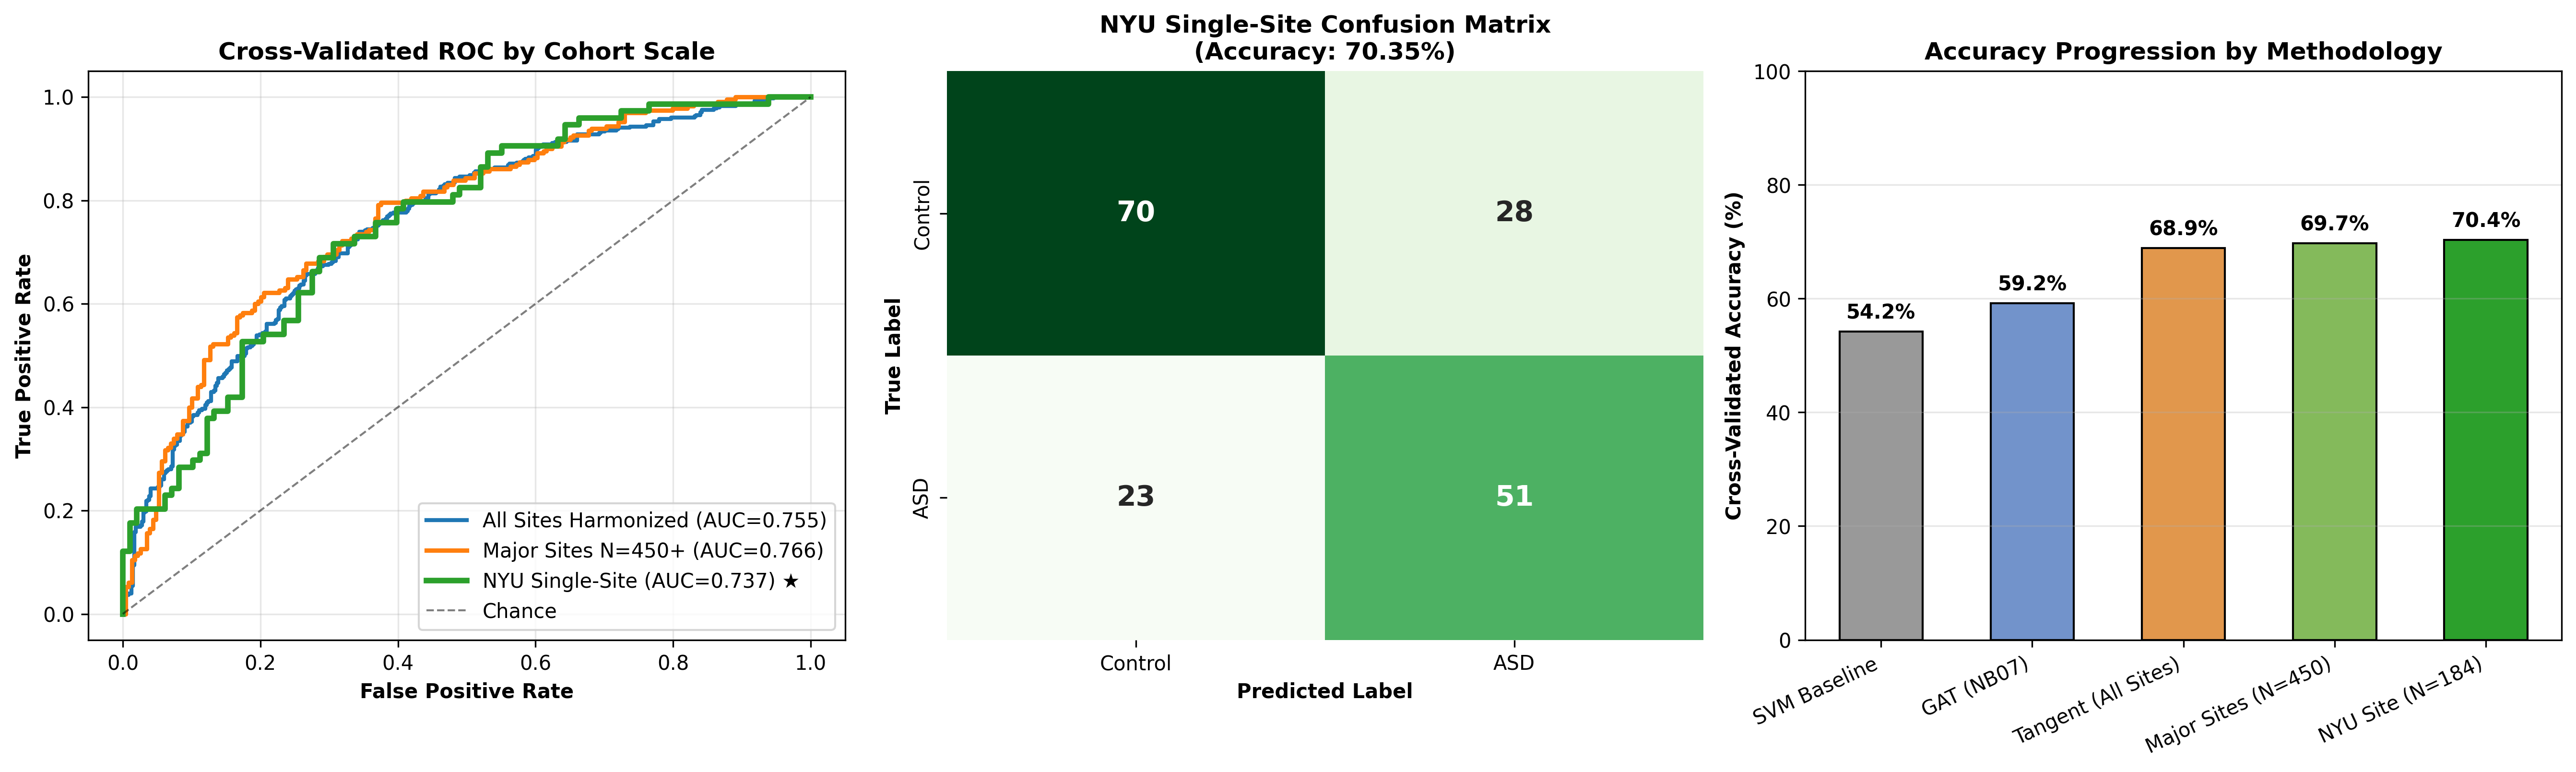 Cross-Validated ROC by Cohort Scale
True Positive Rate
1.0
0.8
0.6
0.4
0.2
0.0
All Sites Harmonized (AUC=0.755)
Major Sites N=450+ (AUC=0.766)
NYU Single-Site (AUC=0.737) ★
Chance
0.0 0.2 0.4 0.6 0.8 1.0
False Positive Rate
NYU Single-Site Confusion Matrix
(Accuracy: 70.35%)
True Label
Control
70 28
ASD
23 51
Control ASD
Predicted Label
Accuracy Progression by Methodology
Cross-Validated Accuracy (%)
100
80
60
40
20
0
54.2%
59.2%
68.9%
69.7%
70.4%
SVM Baseline
GAT (NB07)
Tangent (All Sites)
Major Sites (N=450)
NYU Site (N=184)